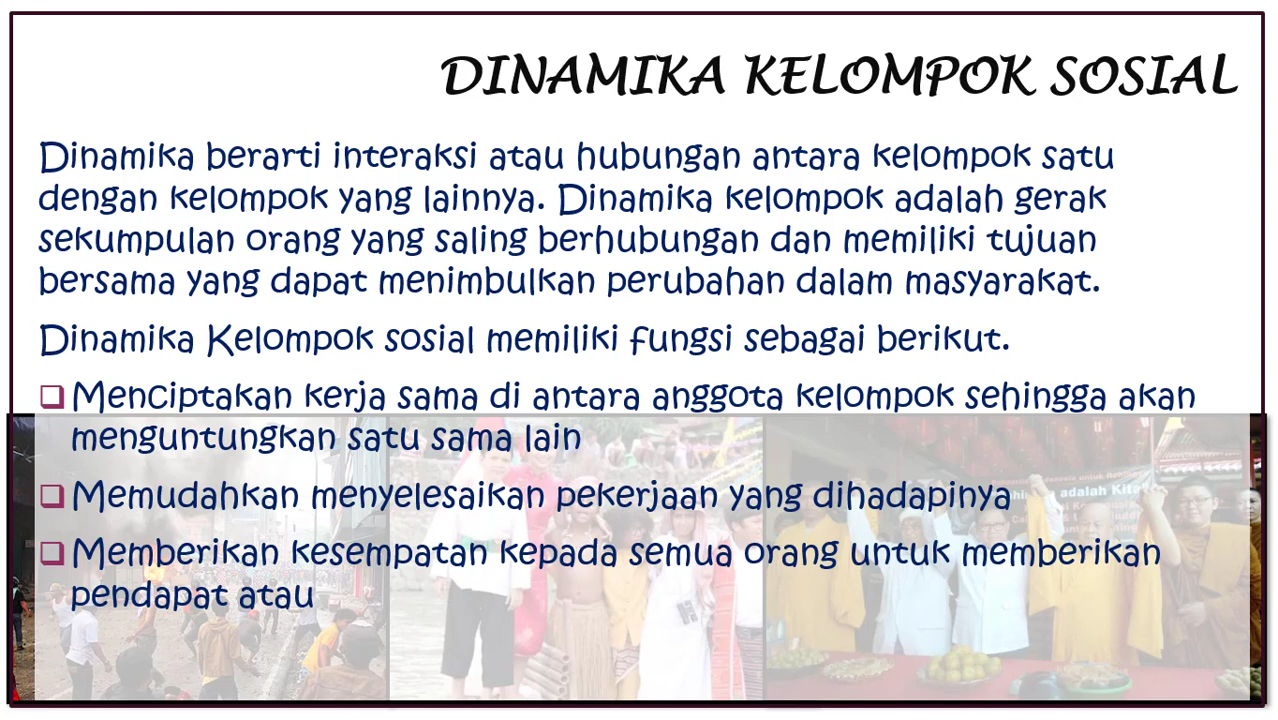 DINAMIKA KELOMPOK SOSIAL
Dinamika berarti interaksi atau hubungan antara kelompok satu
dengan kelompok yang lainnya. Dinamika kelompok adalah gerak
sekumpulan orang yang saling berhubungan dan memiliki tujuan
bersama yang dapat menimbulkan perubahan dalam masyarakat.
Dinamika Kelompok sosial memiliki fungsi sebagai berikut.
❑ Menciptakan kerja sama di antara anggota kelompok sehingga akan
menguntungkan satu sama lain
❑ Memudahkan menyelesaikan pekerjaan yang dihadapinya
❑ Memberikan kesempatan kepada semua orang untuk memberikan
pendapat atau
adalah Kita